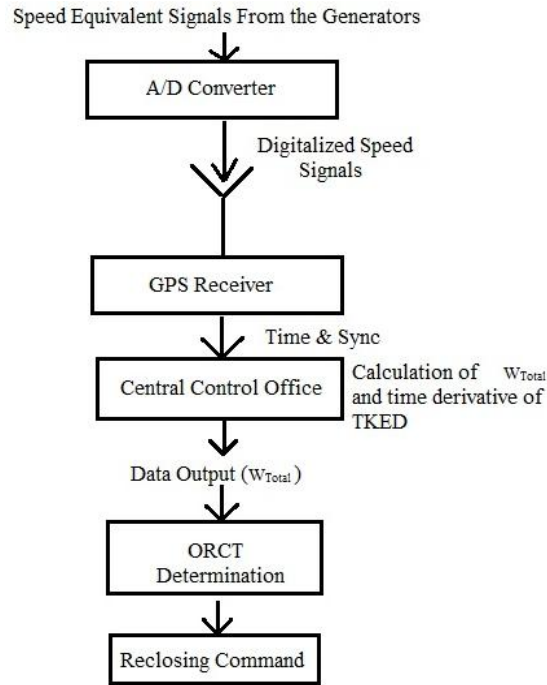 Speed Equivalent Signals From the Generators
A/D Converter
Digitalized Speed
Signals
GPS Receiver
Time & Sync
Central Control Office
Calculation of WTotal
and time derivative of
TKED
Data Output (WTotal)
ORCT
Determination
Reclosing Command